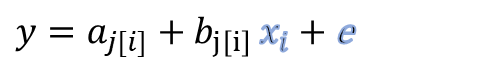 y = a_{j[i]} + b_{j[i]} x_i + e